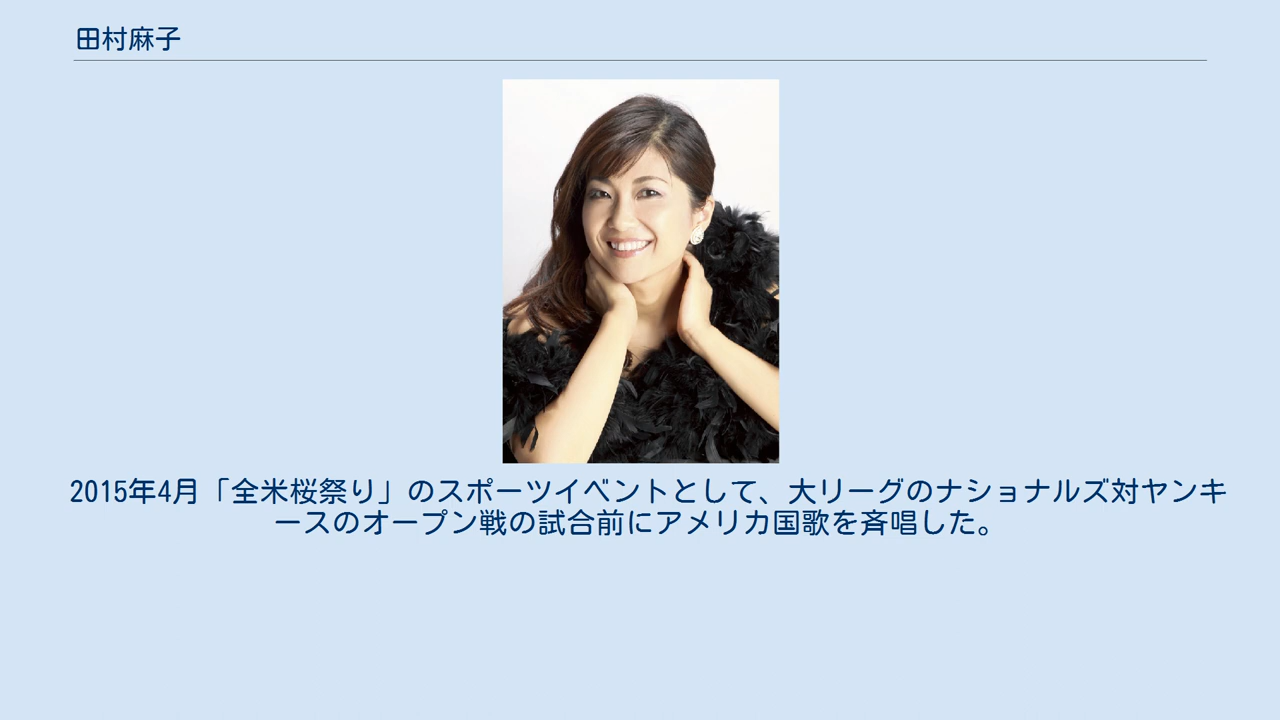 田村麻子
2015年4月「全米桜祭り」のスポーツイベントとして、大リーグのナショナルズ対ヤンキ
ースのオープン戦の試合前にアメリカ国歌を斉唱した。